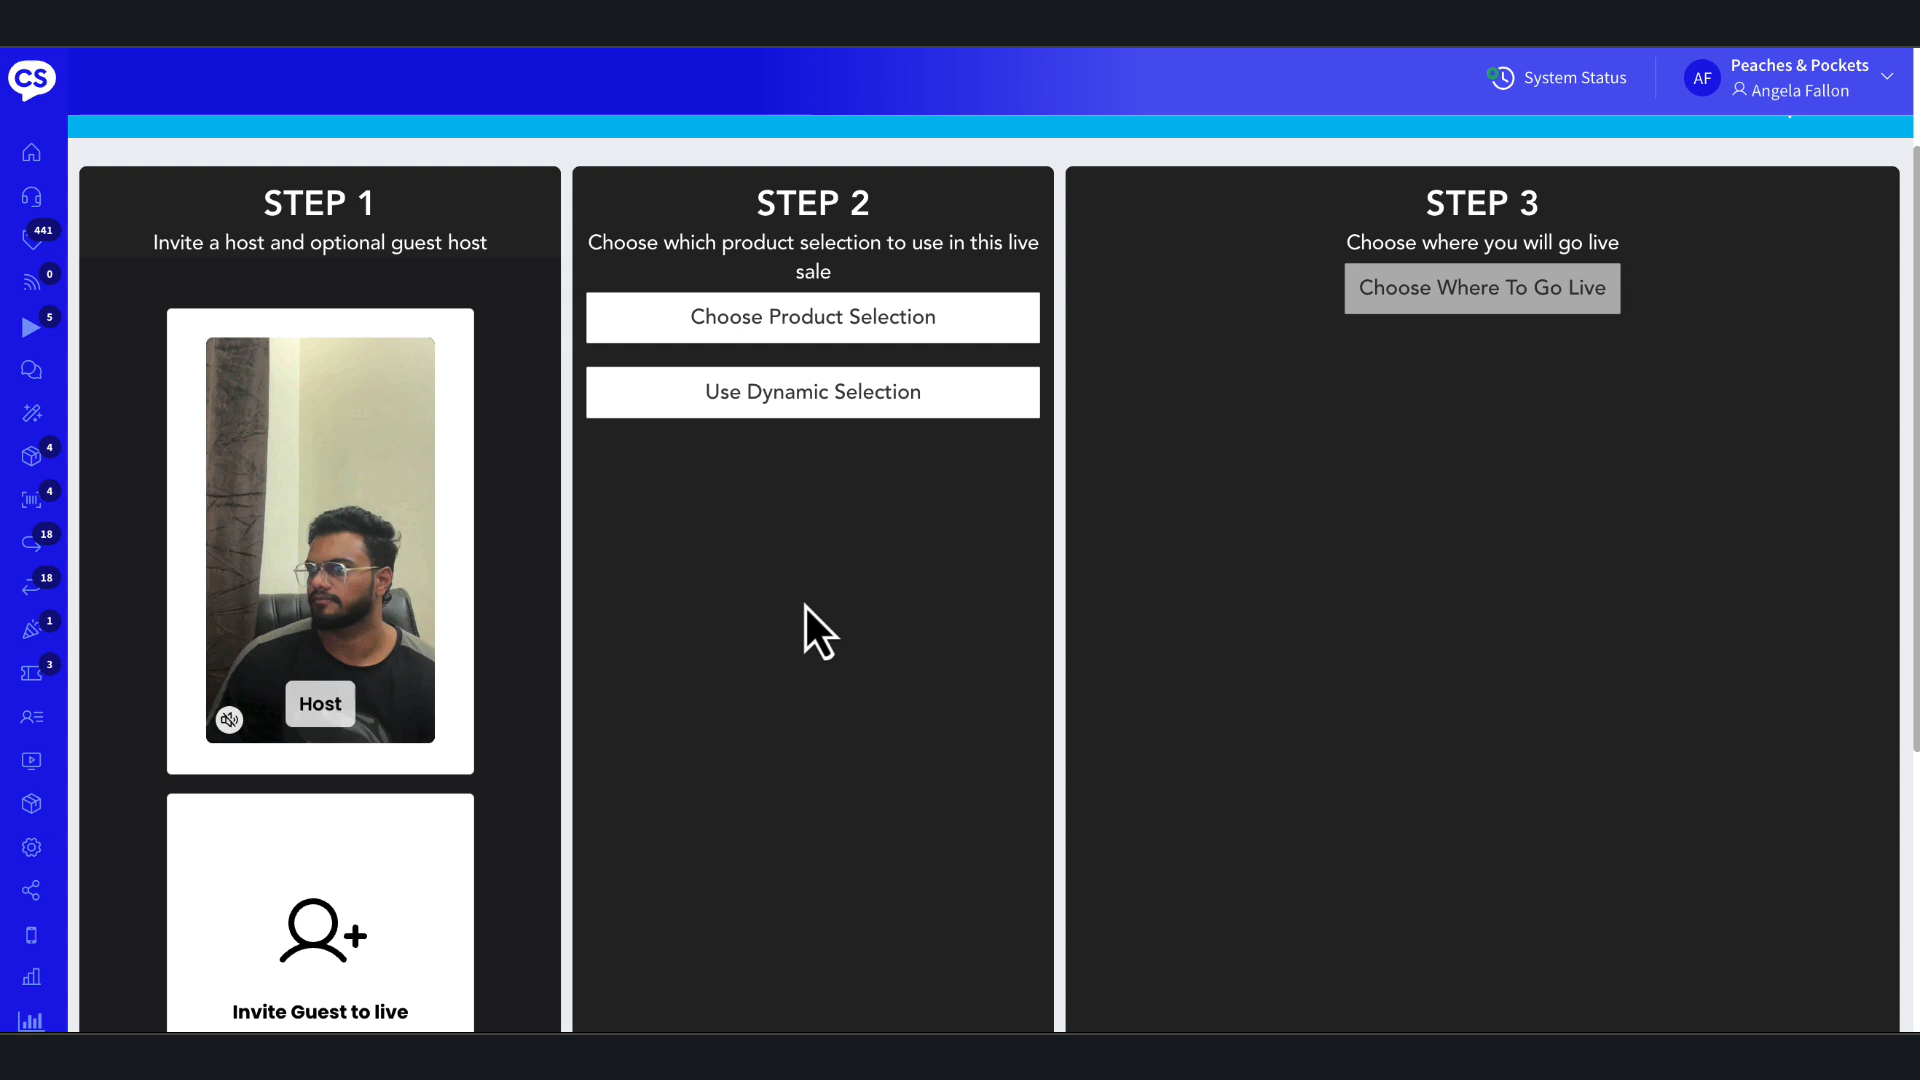 CS
System Status
AF
Peaches & Pockets
Angela Fallon
441
0
5
4
4
18
18
1
3
STEP 1
Invite a host and optional guest host
Host
Invite Guest to live
STEP 2
Choose which product selection to use in this live
sale
Choose Product Selection
Use Dynamic Selection
STEP 3
Choose where you will go live
Choose Where To Go Live